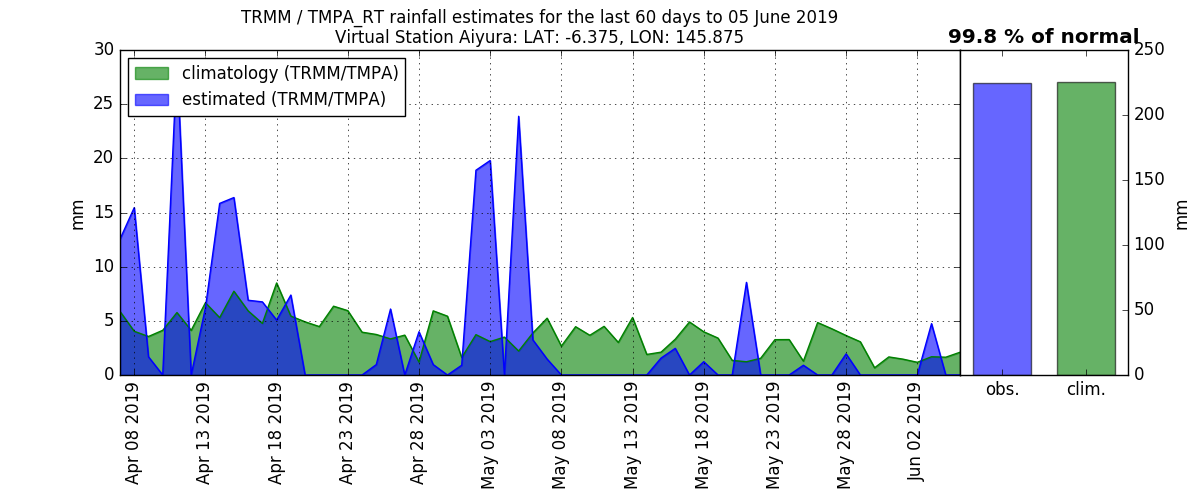 TRMM / TMPA_RT rainfall estimates for the last 60 days to 05 June 2019
Virtual Station Aiyura: LAT: -6.375, LON: 145.875
99.8 % of normal
climatology (TRMM/TMPA)
estimated (TRMM/TMPA)
30
25
20
15
10
5
0
mm
250
200
150
100
50
0
mm
Apr 08 2019
Apr 13 2019
Apr 18 2019
Apr 23 2019
Apr 28 2019
May 03 2019
May 08 2019
May 13 2019
May 18 2019
May 23 2019
May 28 2019
Jun 02 2019
obs.
clim.